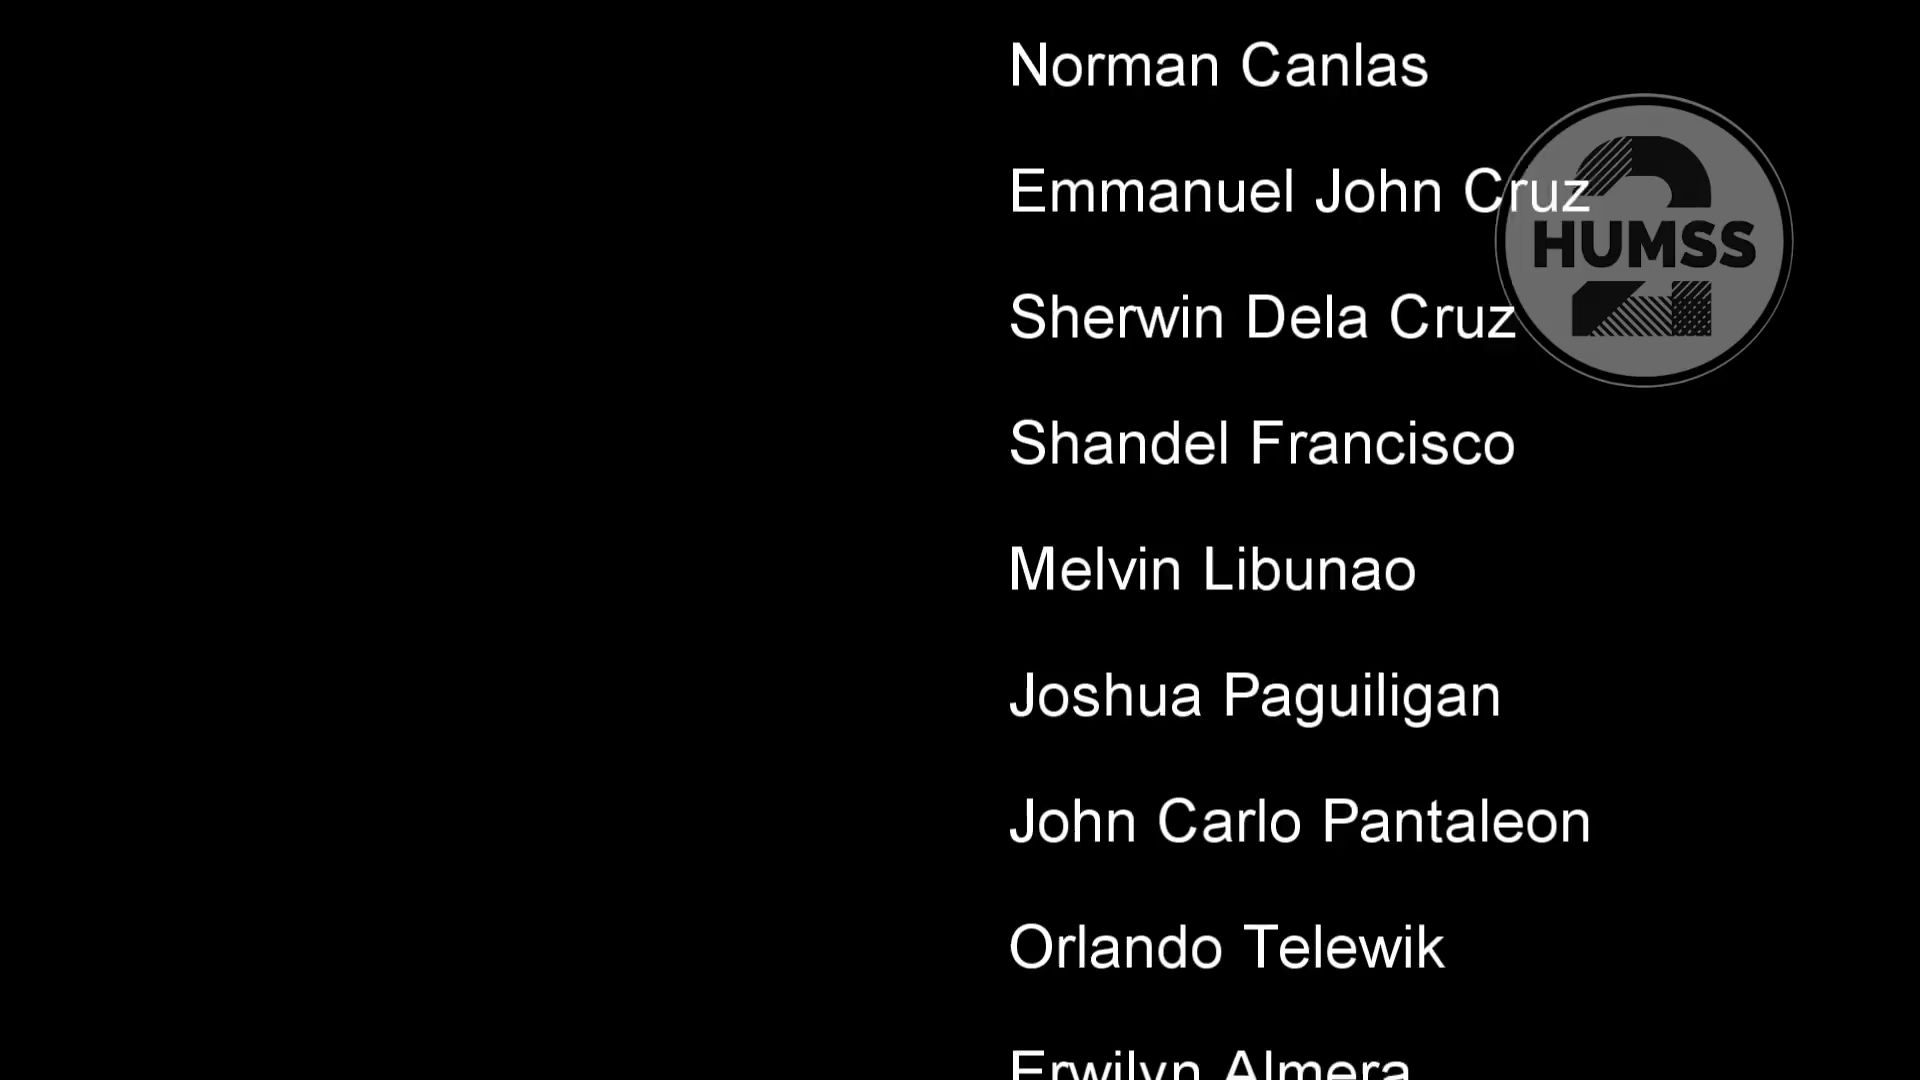 Norman Canlas
Emmanuel John Cruz
Sherwin Dela Cruz
Shandel Francisco
Melvin Libunao
Joshua Paguiligan
John Carlo Pantaleon
Orlando Telewik
Erwilyn Almera
2
HUMSS